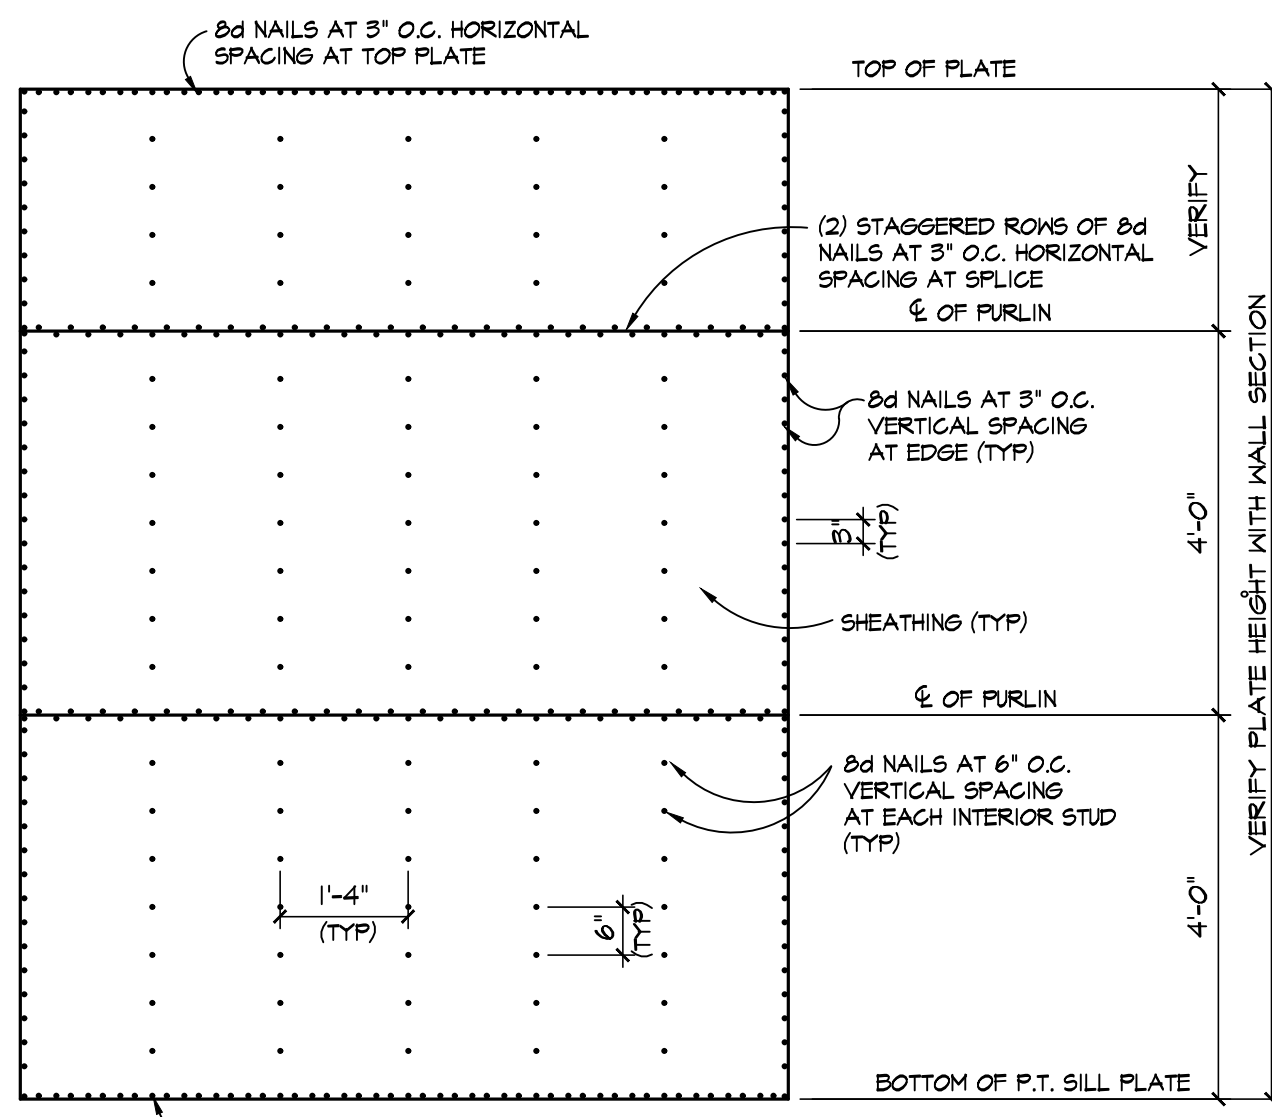 8d NAILS AT 3" O.C. HORIZONTAL
SPACING AT TOP PLATE
TOP OF PLATE
VERIFY
(2) STAGGERED ROWS OF 8d
NAILS AT 3" O.C. HORIZONTAL
SPACING AT SPLICE
℄ OF PURLIN
8d NAILS AT 3" O.C.
VERTICAL SPACING
AT EDGE (TYP)
3"
(TYP)
4'-0"
VERIFY PLATE HEIGHT WITH WALL SECTION
SHEATHING (TYP)
℄ OF PURLIN
8d NAILS AT 6" O.C.
VERTICAL SPACING
AT EACH INTERIOR STUD
(TYP)
1'-4"
(TYP)
6"
(TYP)
4'-0"
BOTTOM OF P.T. SILL PLATE